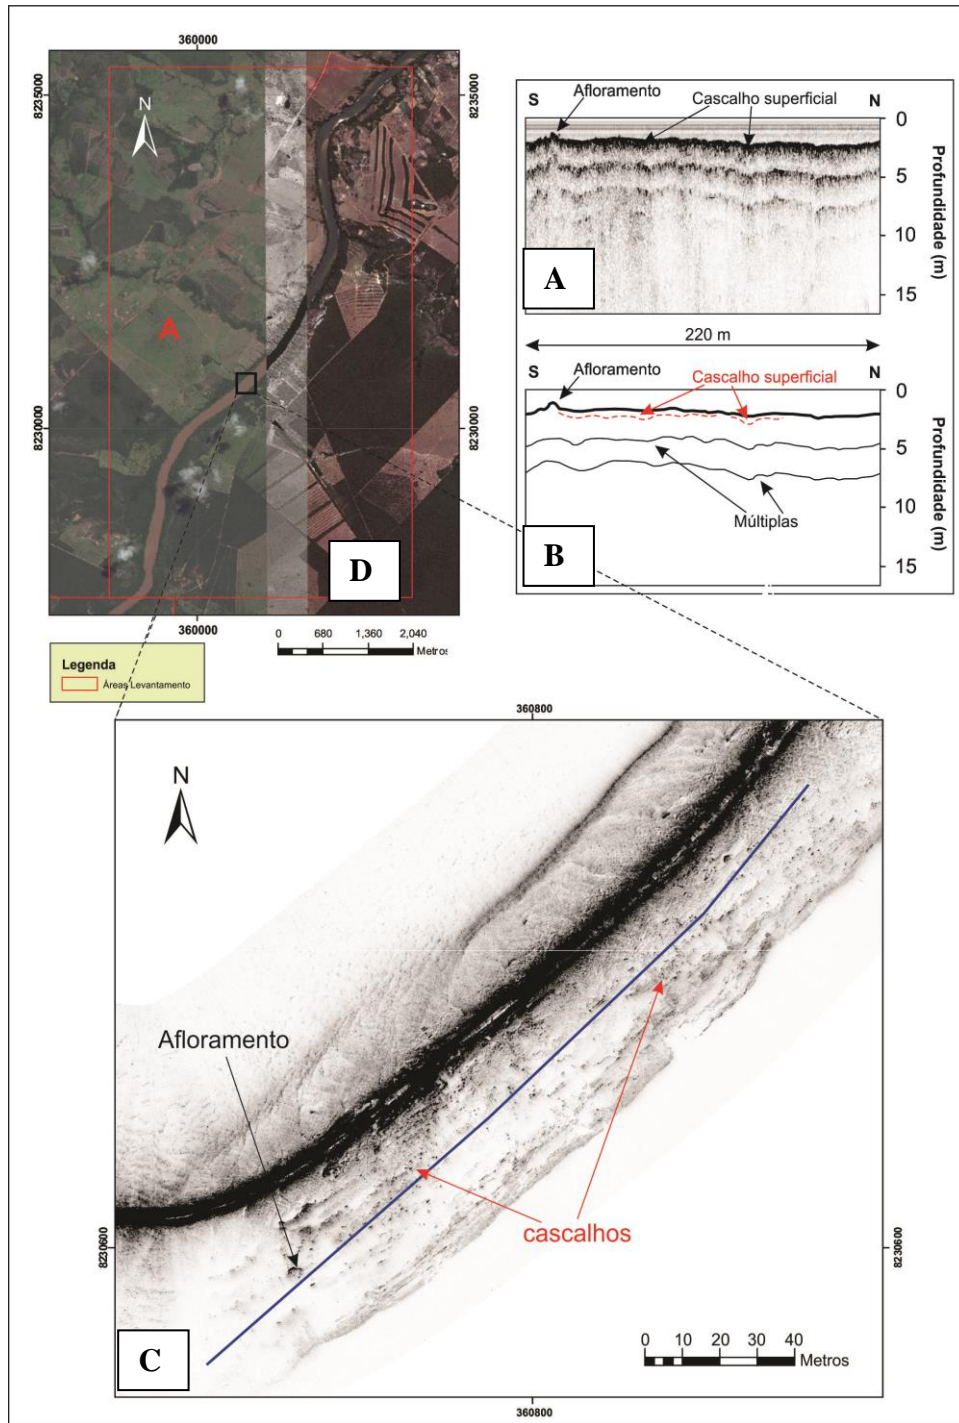 360000
8235000
8235000
N
A
8230000
8230000
D
360000
0 680 1,360 2,040
Metros
Legenda
Áreas Levantamento
S
Afloramento
Cascalho superficial
N
0
5
10
15
Profundidade (m)
A
220 m
S
Afloramento
Cascalho superficial
N
0
5
10
15
Profundidade (m)
Múltiplas
B
360800
N
Afloramento
cascalhos
8230600
8230600
C
0 10 20 30 40
Metros
360800